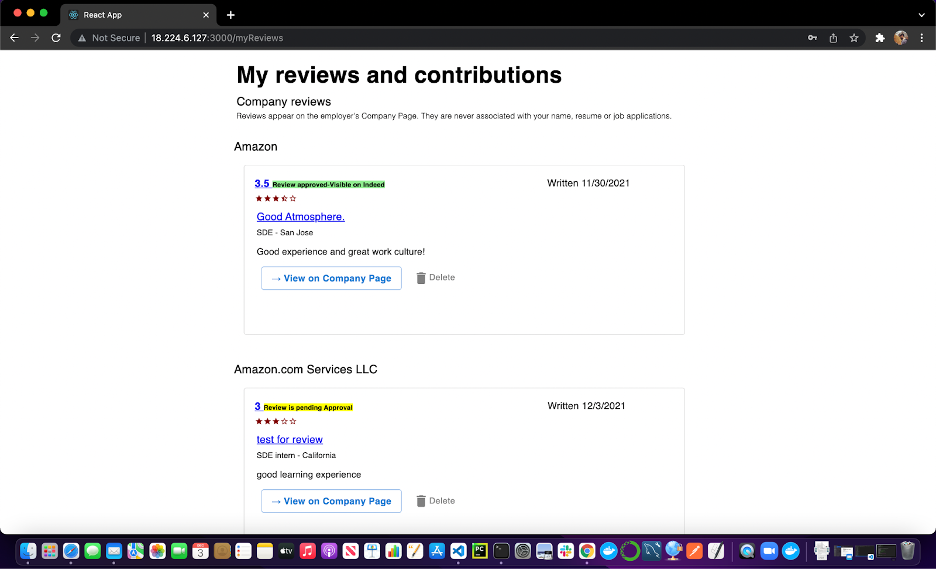 React App
Not Secure
18.224.6.127:3000/myReviews
My reviews and contributions
Company reviews
Reviews appear on the employer's Company Page. They are never associated with your name, resume or job applications.
Amazon
3.5 Review approved-Visible on Indeed
Written 11/30/2021
Good Atmosphere.
SDE - San Jose
Good experience and great work culture!
→ View on Company Page
Delete
Amazon.com Services LLC
3 Review is pending Approval
Written 12/3/2021
test for review
SDE intern - California
good learning experience
→ View on Company Page
Delete
3
tv
PC